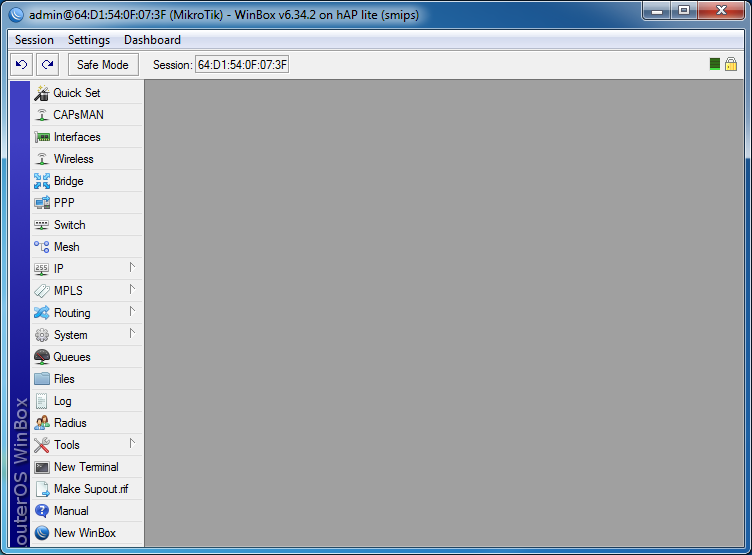 admin@64:D1:54:0F:07:3F (MikroTik) - WinBox v6.34.2 on hAP lite (smips)
Session Settings Dashboard
Safe Mode Session: 64:D1:54:0F:07:3F
Quick Set
CAPsMAN
Interfaces
Wireless
Bridge
PPP
Switch
Mesh
255 IP
MPLS
Routing
System
Queues
Files
Log
Radius
Tools
New Terminal
Make Supout.rif
Manual
New WinBox
outerOS WinBox